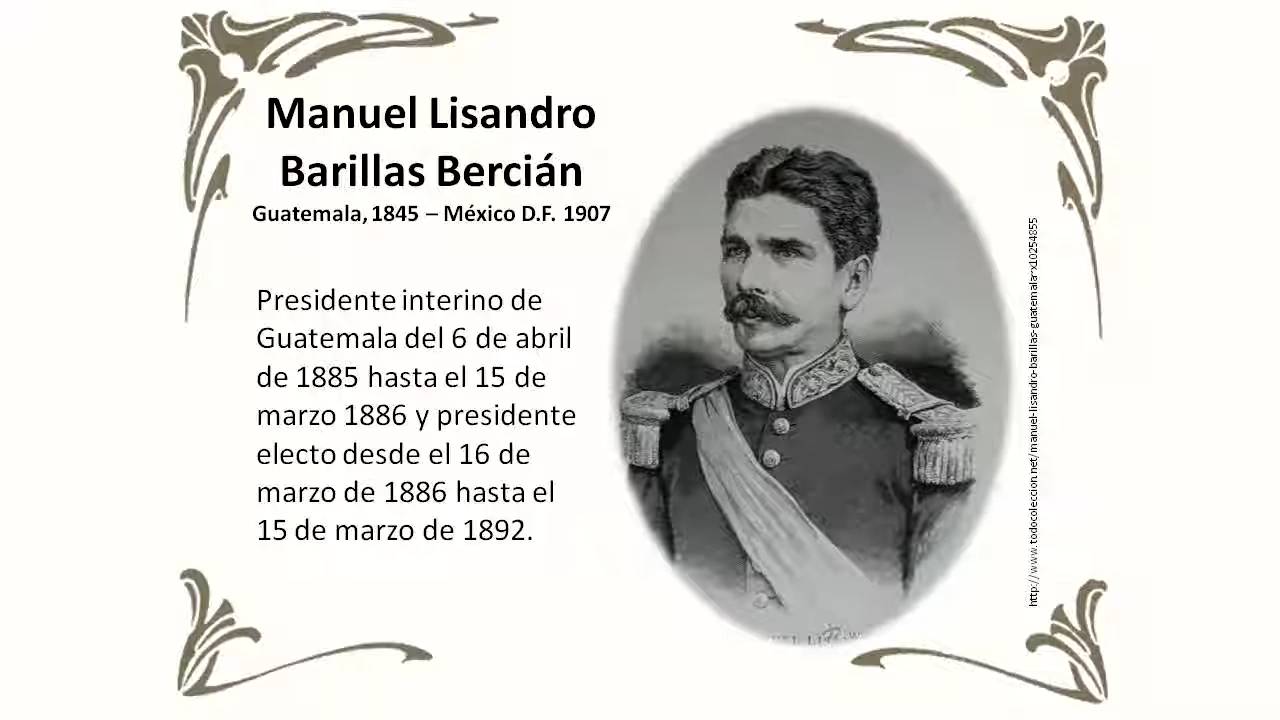 Manuel Lisandro
Barillas Bercián
Guatemala, 1845 – México D.F. 1907
Presidente interino de
Guatemala del 6 de abril
de 1885 hasta el 15 de
marzo 1886 y presidente
electo desde el 16 de
marzo de 1886 hasta el
15 de marzo de 1892.
http://www.todocoleccion.net/manuel-lisandro-barillas-guatemala~x10254855